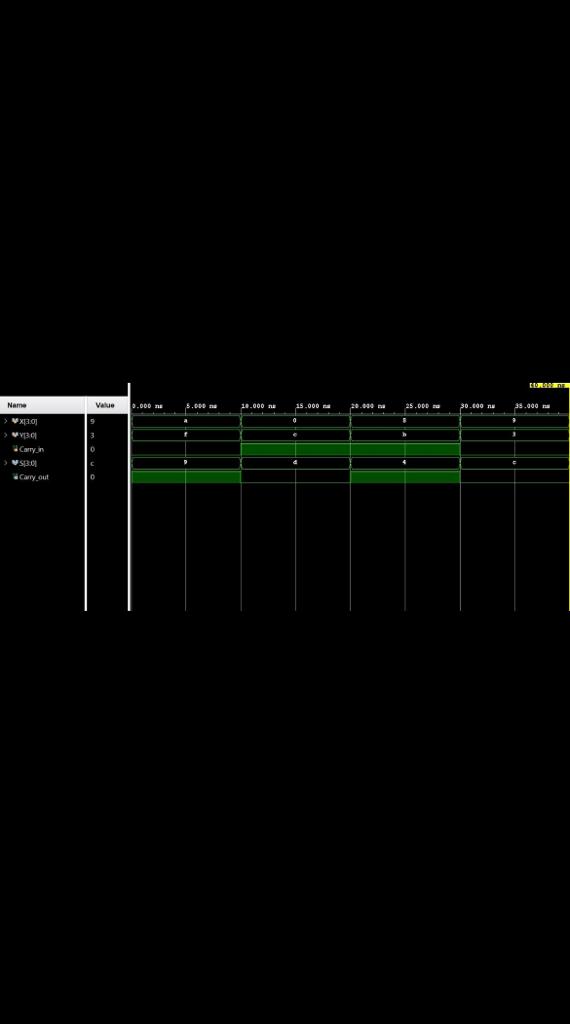 40.000 ns
Name Value 0.000 ns 5.000 ns 10.000 ns 15.000 ns 20.000 ns 25.000 ns 30.000 ns 35.000 ns
X[3:0] 9 a 0 8 9
Y[3:0] 3 f c b 3
Carry_in 0
S[3:0] c 9 d 4 c
Carry_out 0